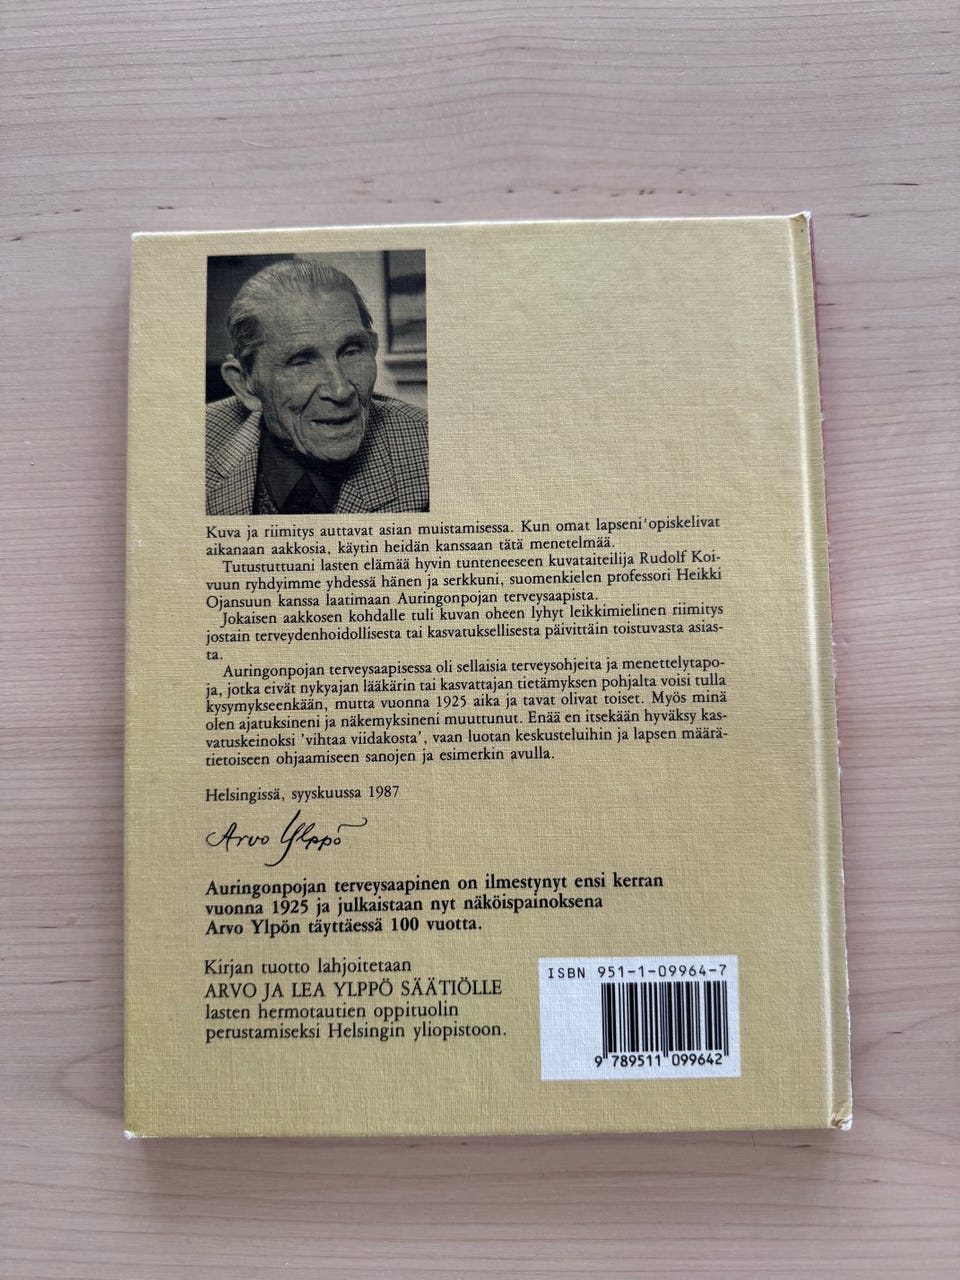 Kuva ja riimitys auttavat asian muistamisessa. Kun omat lapseni opiskelivat
aikanaan aakkosia, käytin heidän kanssaan tätä menetelmää.
Tutustuttuani lasten elämää hyvin tunteneeseen kuvataiteilija Rudolf Koi-
vuun ryhdyimme yhdessä hänen ja serkkuni, suomenkielen professori Heikki
Ojansuun kanssa laatimaan Auringonpojan terveysaapista.
Jokaisen aakkosen kohdalle tuli kuvan oheen lyhyt leikkimielinen riimitys
jostain terveydenhoidollisesta tai kasvatuksellisesta päivittäin toistuvasta asias-
ta.
Auringonpojan terveysaapisessa oli sellaisia terveysohjeita ja menettelytapo-
ja, jotka eivät nykyajan lääkärin tai kasvattajan tietämyksen pohjalta voisi tulla
kysymykseenkään, mutta vuonna 1925 aika ja tavat olivat toiset. Myös minä
olen ajatuksineni ja näkemyksineni muuttunut. Enää en itsekään hyväksy kas-
vatuskeinoksi 'vihtaa viidakosta', vaan luotan keskusteluihin ja lapsen määrä-
tietoiseen ohjaamiseen sanojen ja esimerkin avulla.
Helsingissä, syyskuussa 1987
Arvo Ylppö
Auringonpojan terveysaapinen on ilmestynyt ensi kerran
vuonna 1925 ja julkaistaan nyt näköispainoksena
Arvo Ylpön täyttäessä 100 vuotta.
Kirjan tuotto lahjoitetaan
ARVO JA LEA YLPPÖ SÄÄTIÖLLE
lasten hermotautien oppituolin
perustamiseksi Helsingin yliopistoon.
ISBN 951-1-09964-7
9 789511 099642